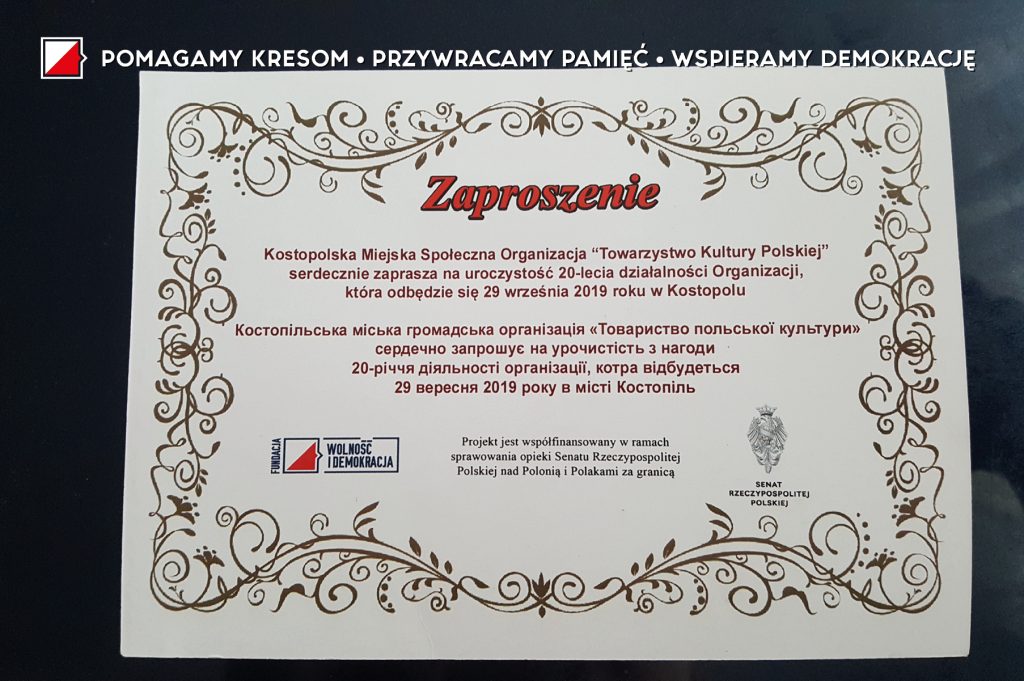 POMAGAMY KRESOM • PRZYWRACAMY PAMIĘĆ • WSPIERAMY DEMOKRACJĘ
Zaproszenie
Kostopolska Miejska Społeczna Organizacja “Towarzystwo Kultury Polskiej”
serdecznie zaprasza na uroczystość 20-lecia działalności Organizacji,
która odbędzie się 29 września 2019 roku w Kostopolu
Костопільська міська громадська організація «Товариство польської культури»
сердечно запрошує на урочистість з нагоди
20-річчя діяльності організації, котра відбудеться
29 вересня 2019 року в місті Костопіль
FUNDACJA
WOLNOŚĆ
I DEMOKRACJA
Projekt jest współfinansowany w ramach
sprawowania opieki Senatu Rzeczypospolitej
Polskiej nad Polonią i Polakami za granicą
SENAT
RZECZYPOSPOLITEJ
POLSKIEJ